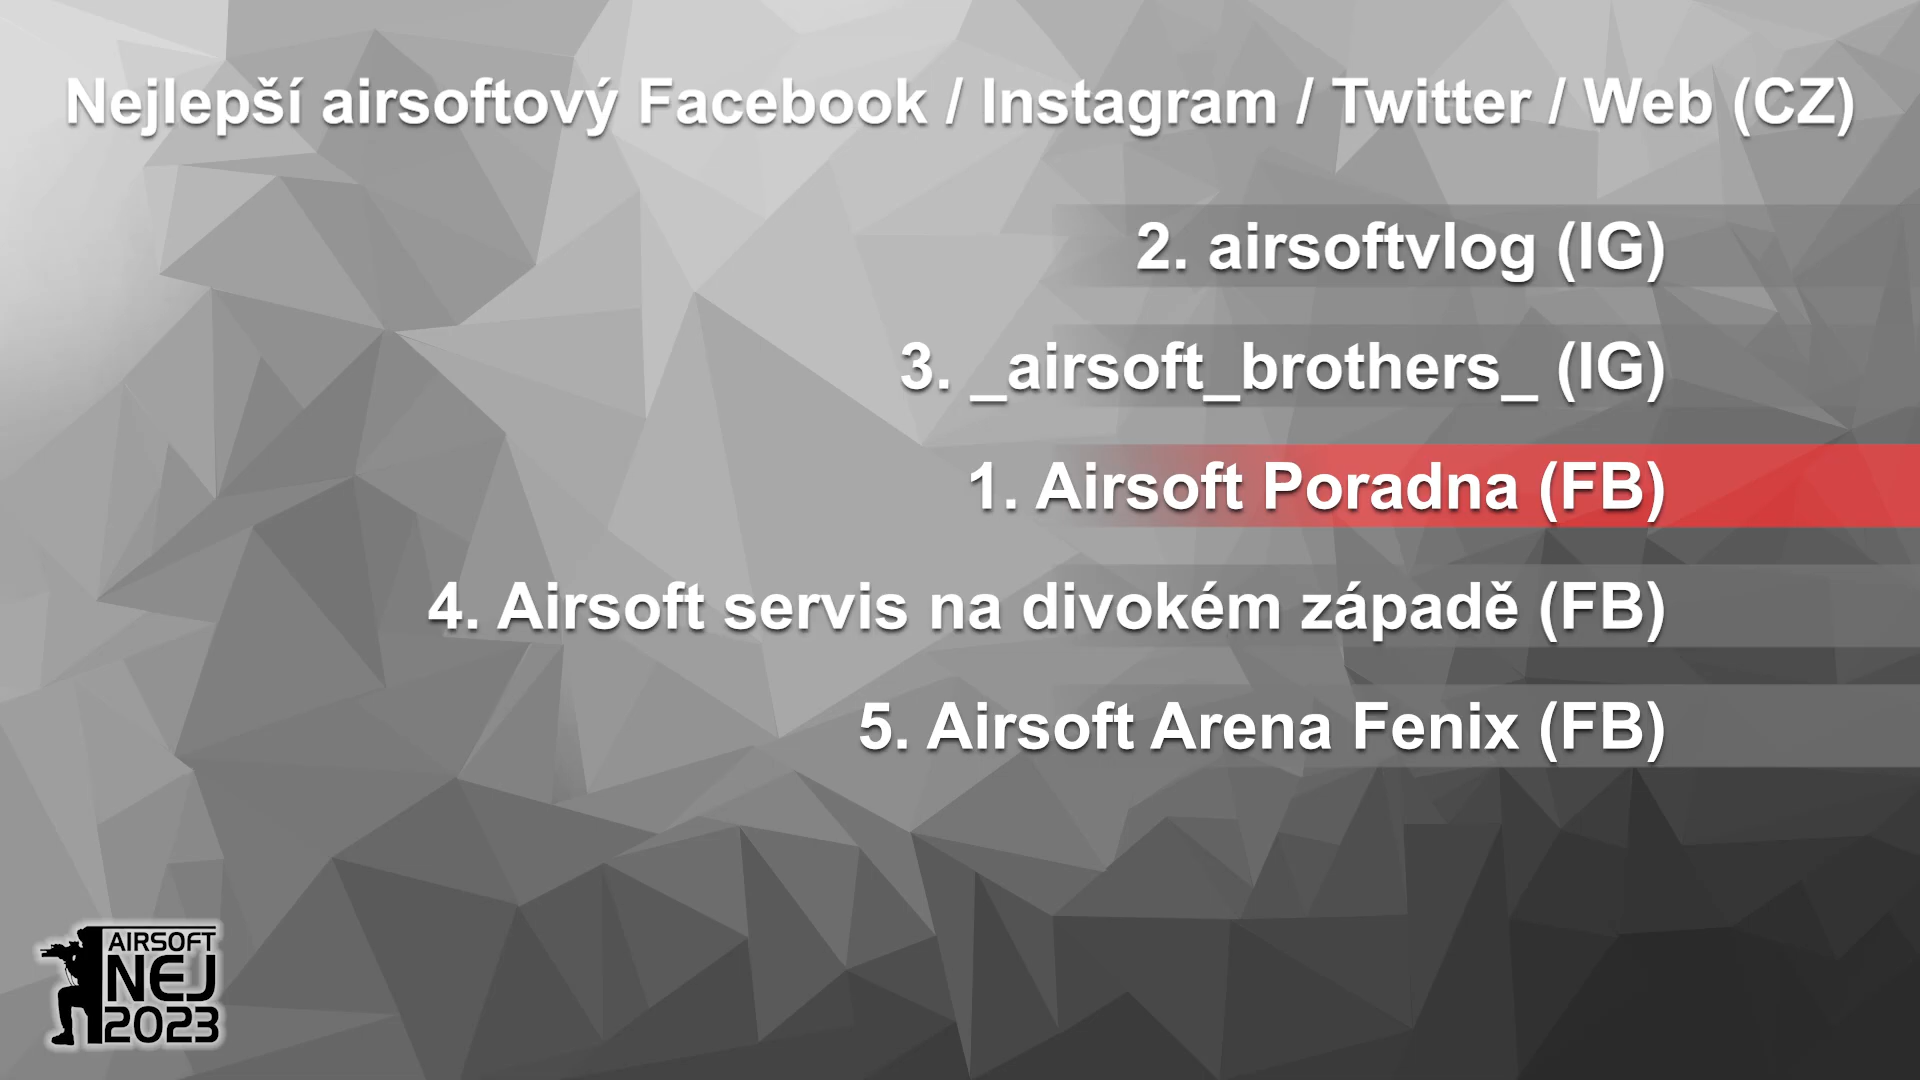 Nejlepší airsoftový Facebook / Instagram / Twitter / Web (CZ)
2. airsoftvlog (IG)
3. _airsoft_brothers_ (IG)
1. Airsoft Poradna (FB)
4. Airsoft servis na divokém západě (FB)
5. Airsoft Arena Fenix (FB)
AIRSOFT
NEJ
2023